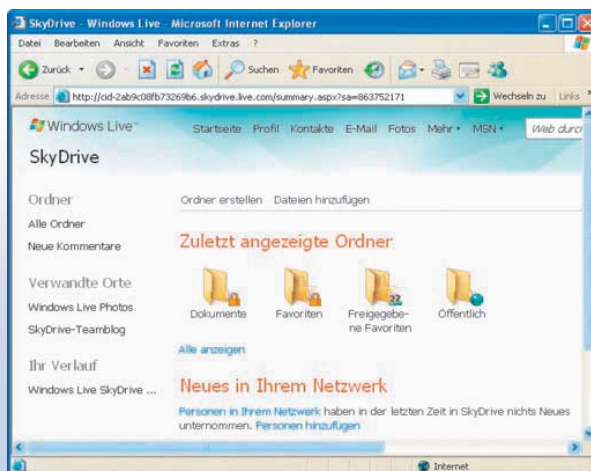 SkyDrive - Windows Live - Microsoft Internet Explorer
Datei Bearbeiten Ansicht Favoriten Extras ?
Zurück Suchen Favoriten
Adresse http://cid-2ab9c08fb73269b6.skydrive.live.com/summary.aspx?sa=863752171 Wechseln zu Links »
Windows Live™ Startseite Profil Kontakte E-Mail Fotos Mehr MSN Web durc
SkyDrive
Ordner
Alle Ordner
Neue Kommentare
Verwandte Orte
Windows Live Photos
SkyDrive-Teamblog
Ihr Verlauf
Windows Live SkyDrive ...
Ordner erstellen Dateien hinzufügen
Zuletzt angezeigte Ordner
Dokumente Favoriten Freigegebe- Öffentlich
ne Favoriten
Alle anzeigen
Neues in Ihrem Netzwerk
Personen in Ihrem Netzwerk haben in der letzten Zeit in SkyDrive nichts Neues
unternommen. Personen hinzufügen
Internet